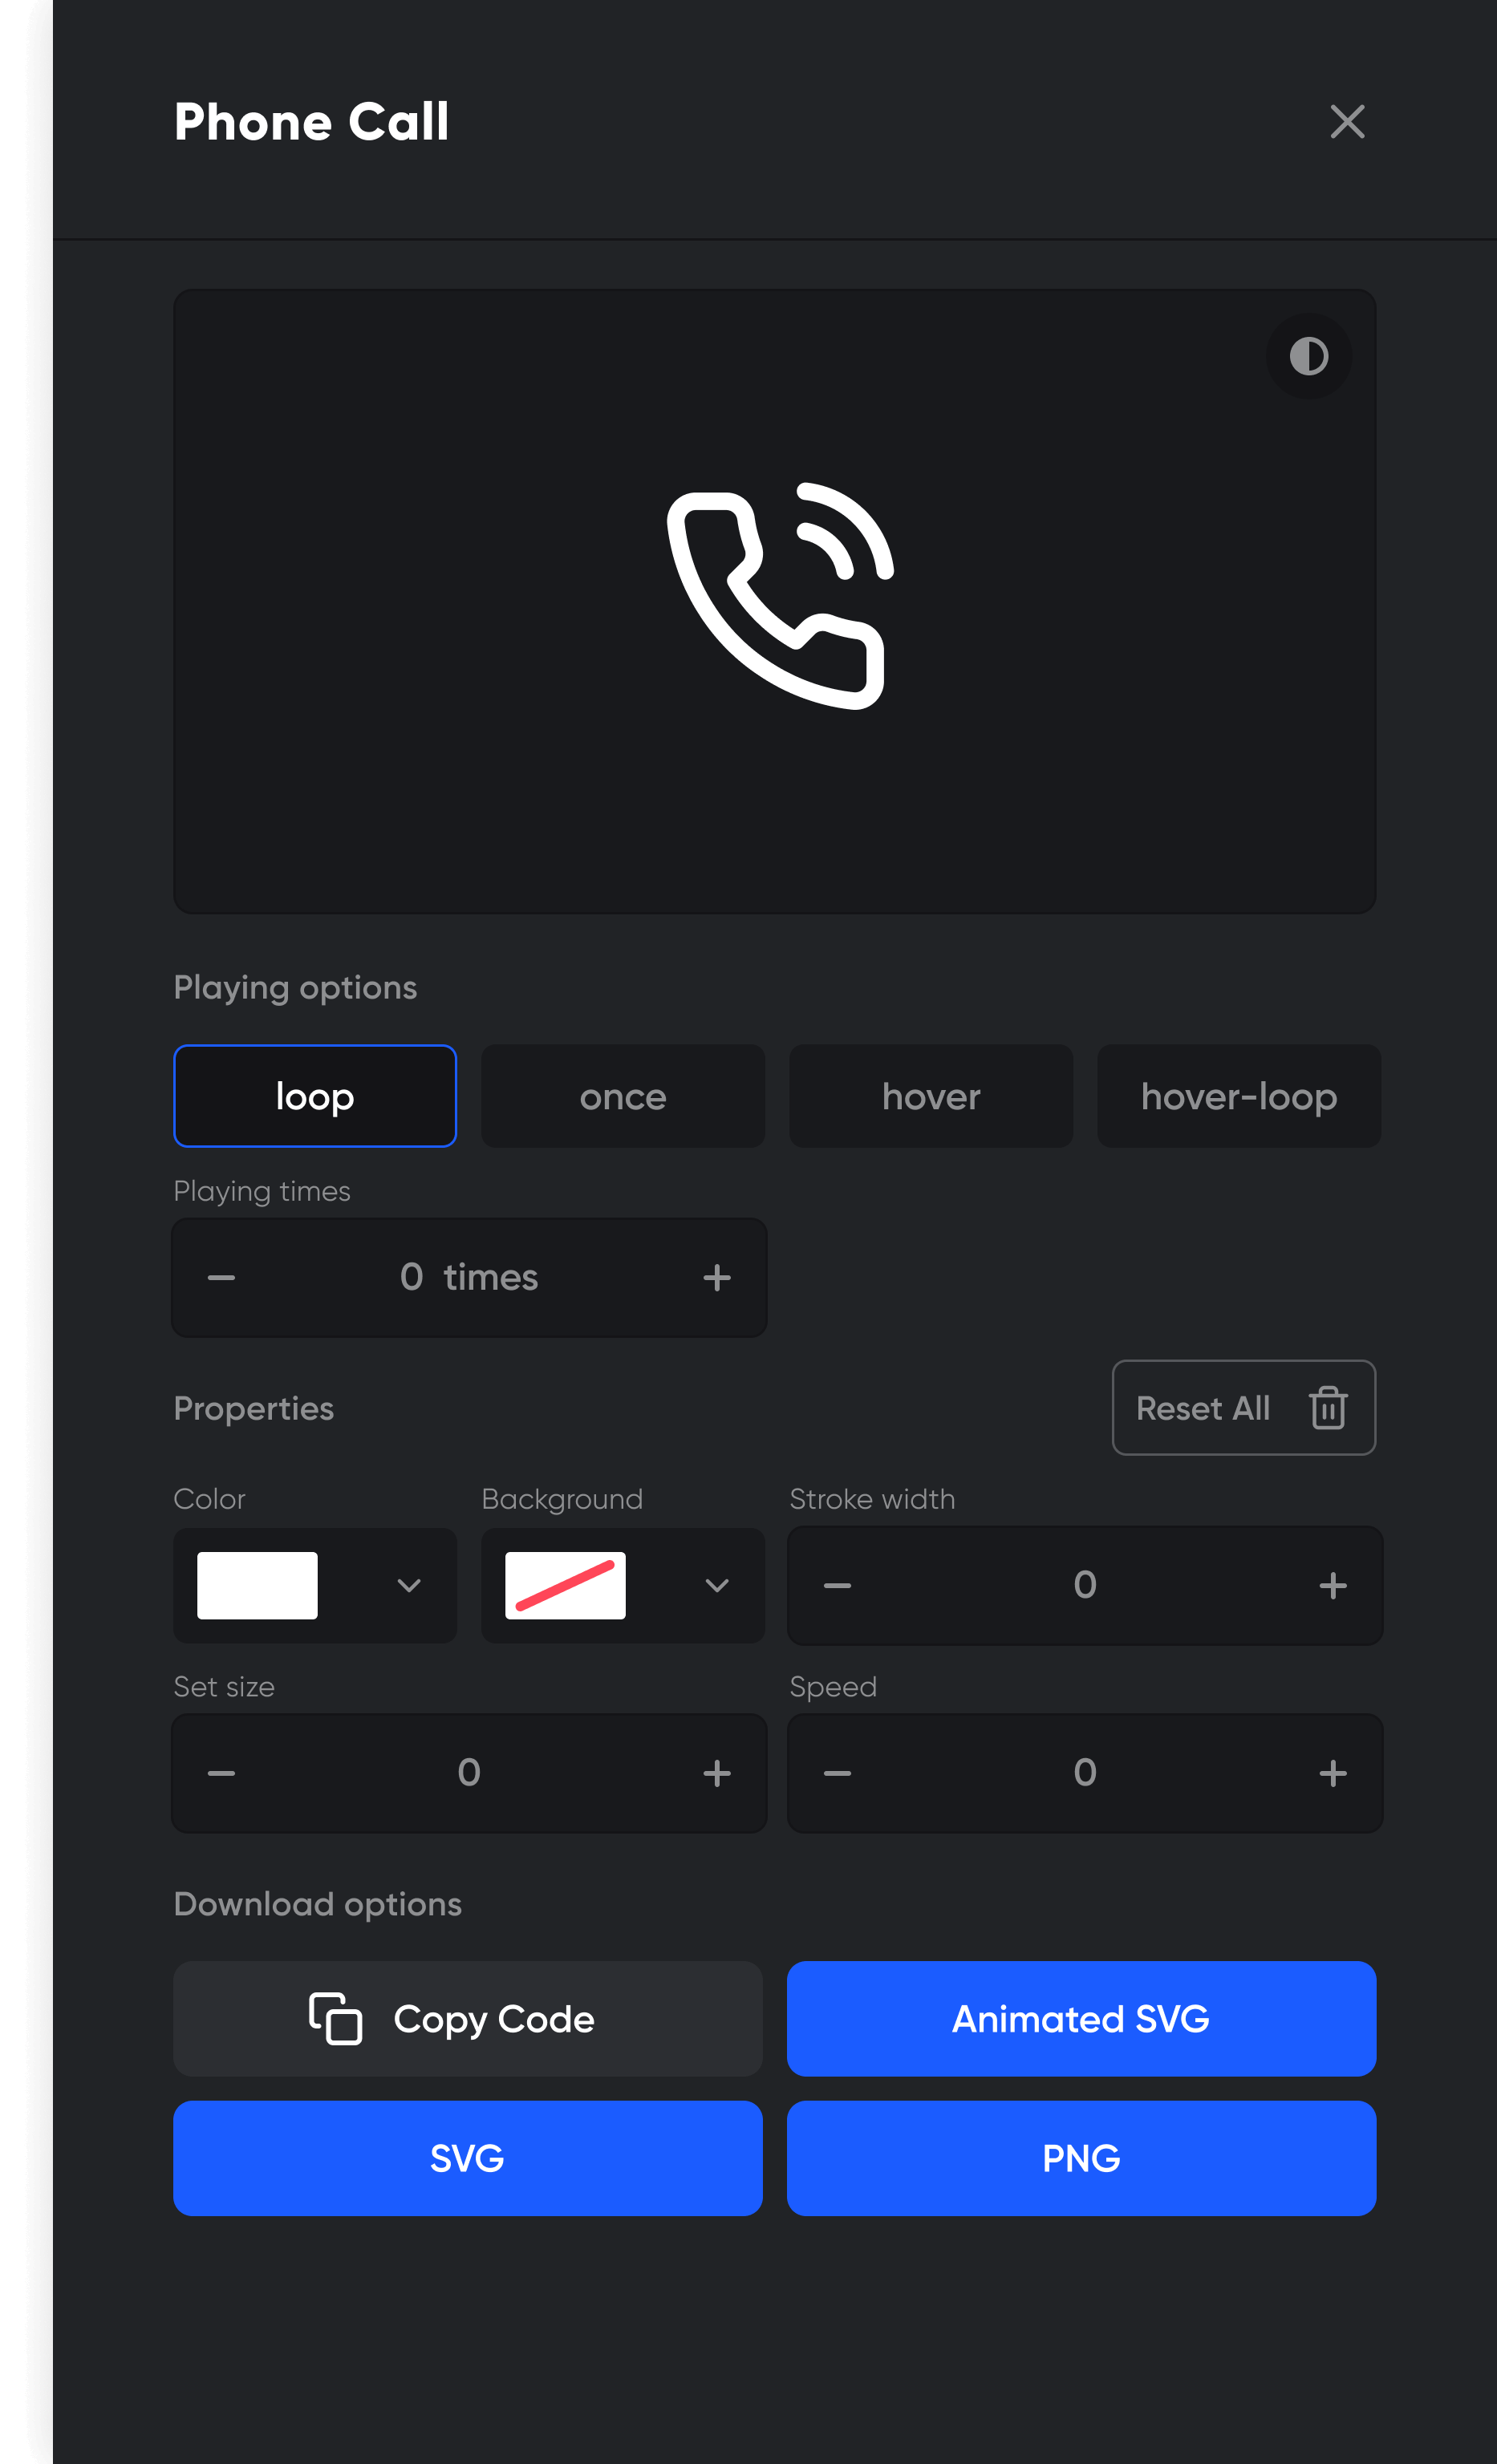 Phone Call
Playing options
loop once hover hover-loop
Playing times
0 times
Properties
Reset All
Color Background Stroke width
0
Set size Speed
0 0
Download options
Copy Code Animated SVG
SVG PNG